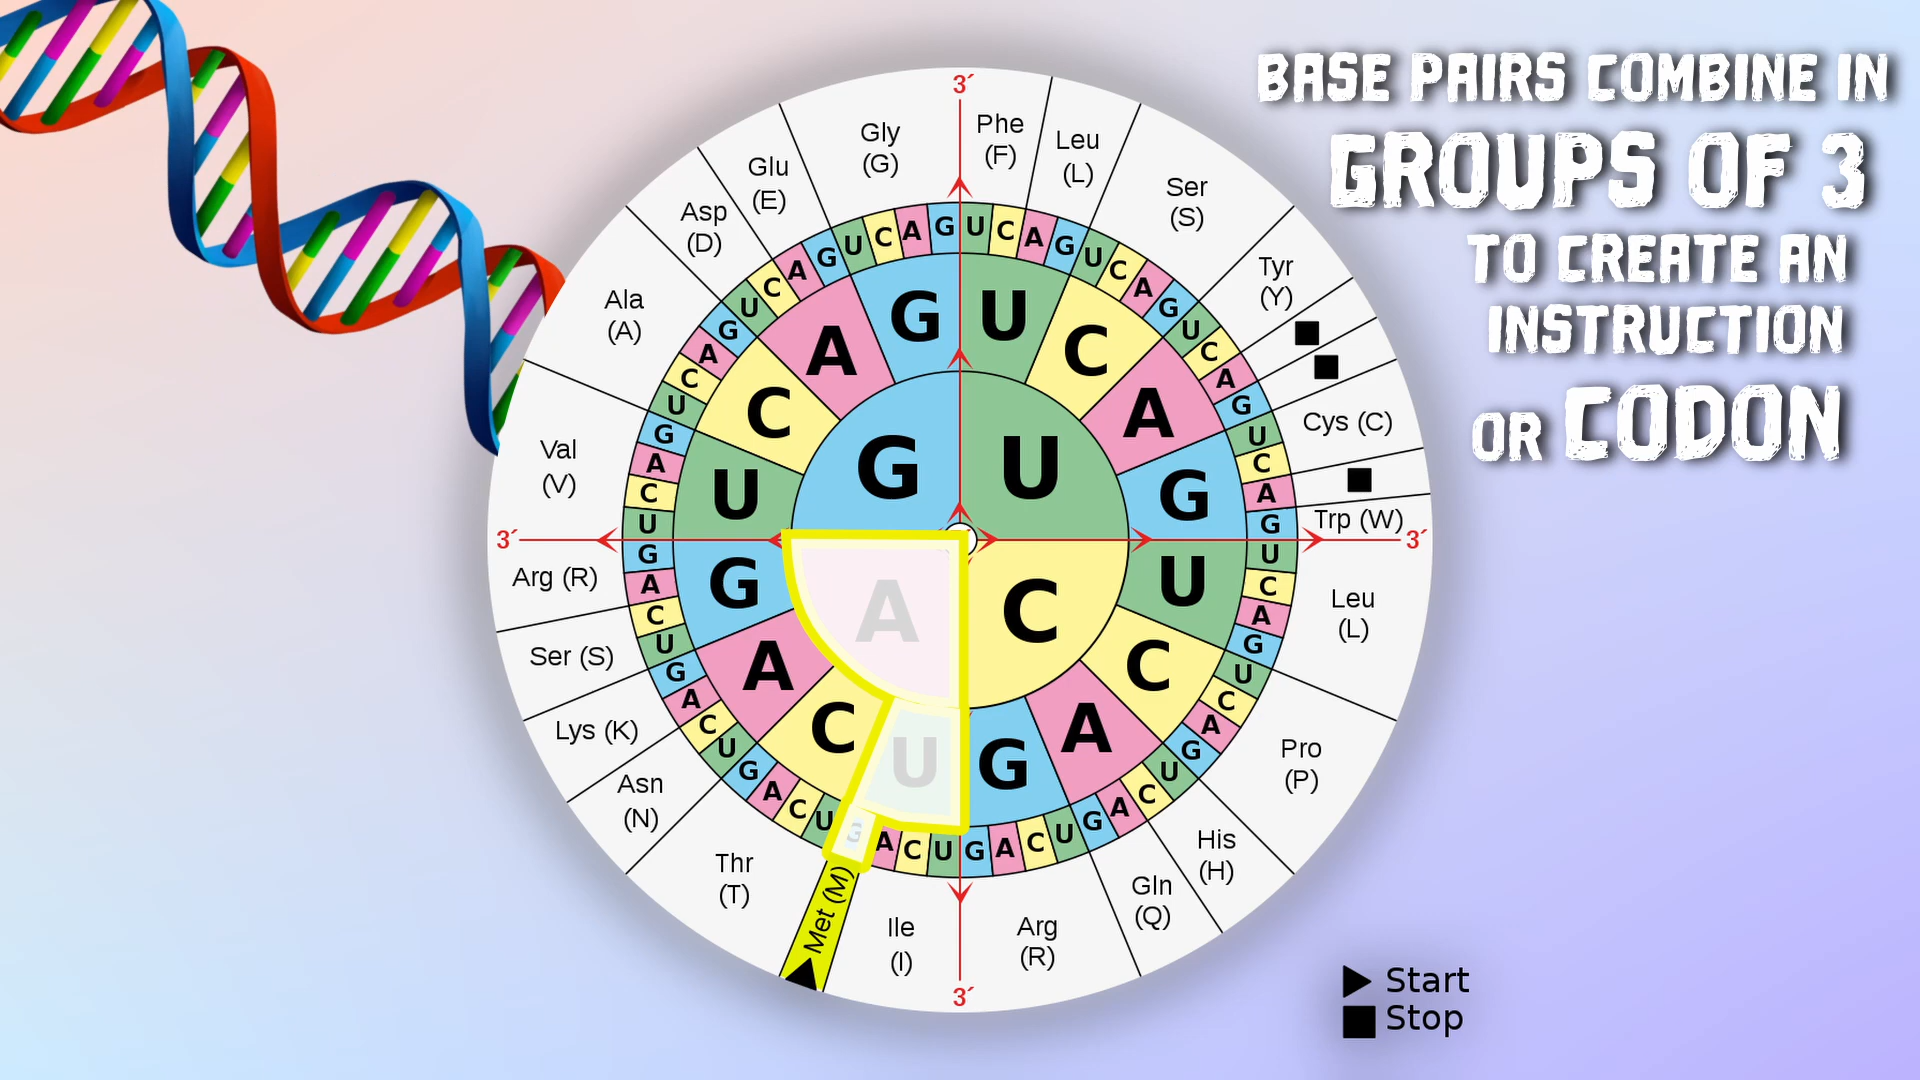 BASE PAIRS COMBINE IN
GROUPS OF 3
TO CREATE AN
INSTRUCTION
OR CODON
3´
Gly
(G)
Phe
(F)
Leu
(L)
Ser
(S)
Tyr
(Y)
Cys (C)
Trp (W)
3´
Leu
(L)
Pro
(P)
His
(H)
Gln
(Q)
Arg
(R)
3´
Ile
(I)
Met (M)
Thr
(T)
Asn
(N)
Lys (K)
Ser (S)
Arg (R)
3´
Val
(V)
Ala
(A)
Asp
(D)
Glu
(E)
G U
A C
G U C A G U C A G U C A G U C A
U C A G U C A G U C A G U C A G
U C A G U C A G U C A G U C A G
U C A G U C A G U C A G U C A G
U C A G U C A G U C A G U C A G
Start
Stop